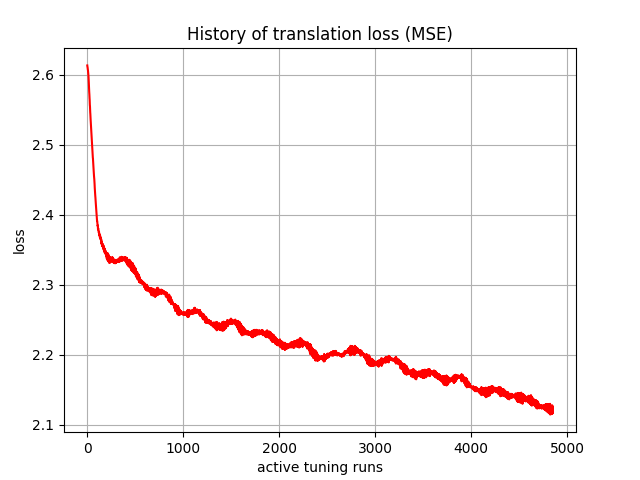 History of translation loss (MSE)
2.6
2.5
2.4
2.3
2.2
2.1
loss
0 1000 2000 3000 4000 5000
active tuning runs